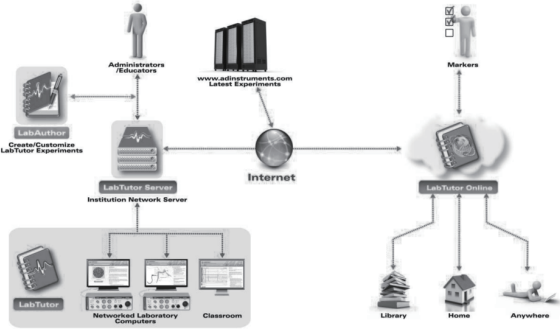 Administrators
/Educators
www.adinstruments.com
Latest Experiments
Markers
LabAuthor
Create/Customize
LabTutor Experiments
LabTutor Server
Institution Network Server
Internet
LabTutor Online
LabTutor
Networked Laboratory
Computers
Classroom
Library
Home
Anywhere